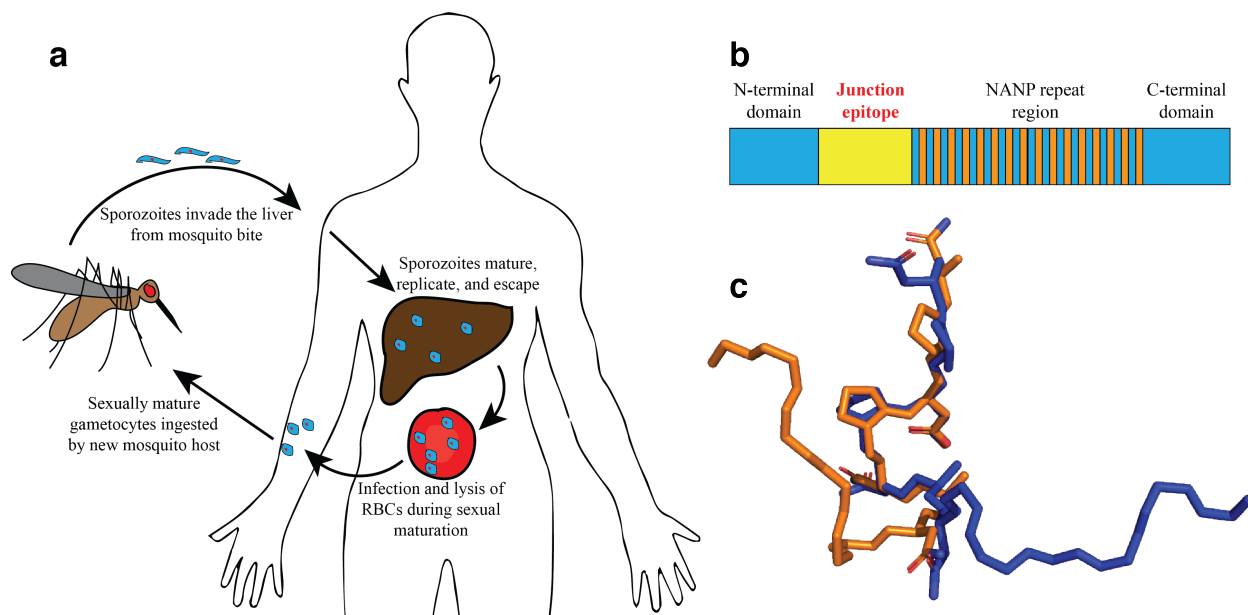 a
Sporozoites invade the liver
from mosquito bite
Sporozoites mature,
replicate, and escape
Sexually mature
gametocytes ingested
by new mosquito host
Infection and lysis of
RBCs during sexual
maturation
b
N-terminal
domain
Junction
epitope
NANP repeat
region
C-terminal
domain
c